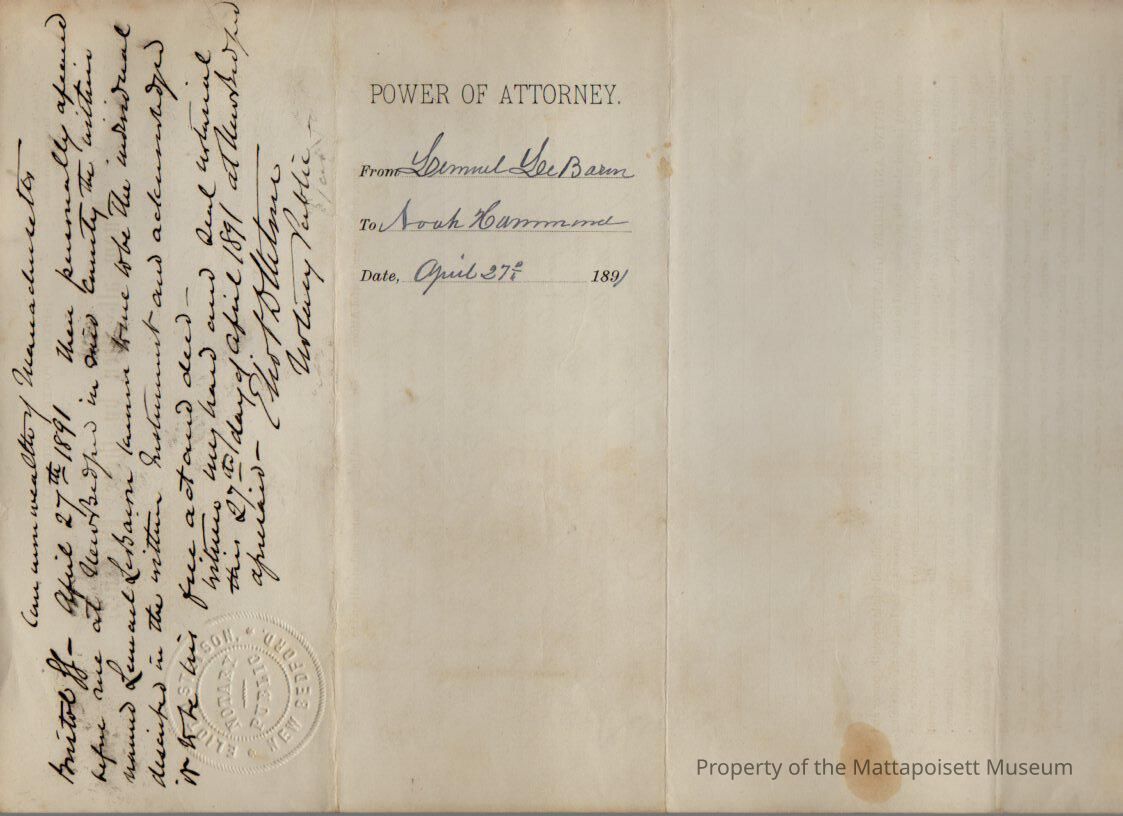 Commonwealth of Massachusetts
Bristol ss — April 27th 1891 then personally appeared
before me at New Bedford in said County the within
named Lemuel LeBaron known to me to be the individual
described in the within Instrument and acknowledged
it to be his free act and deed —
Witness my hand and Seal notarial
this 27th day of April 1891 at New Bedford
aforesaid —
Notary Public
NOTARY
PUBLIC
NEW BEDFORD.
POWER OF ATTORNEY.
From Lemuel LeBaron
To Noah Hammond
Date, April 27th 1891
Property of the Mattapoisett Museum